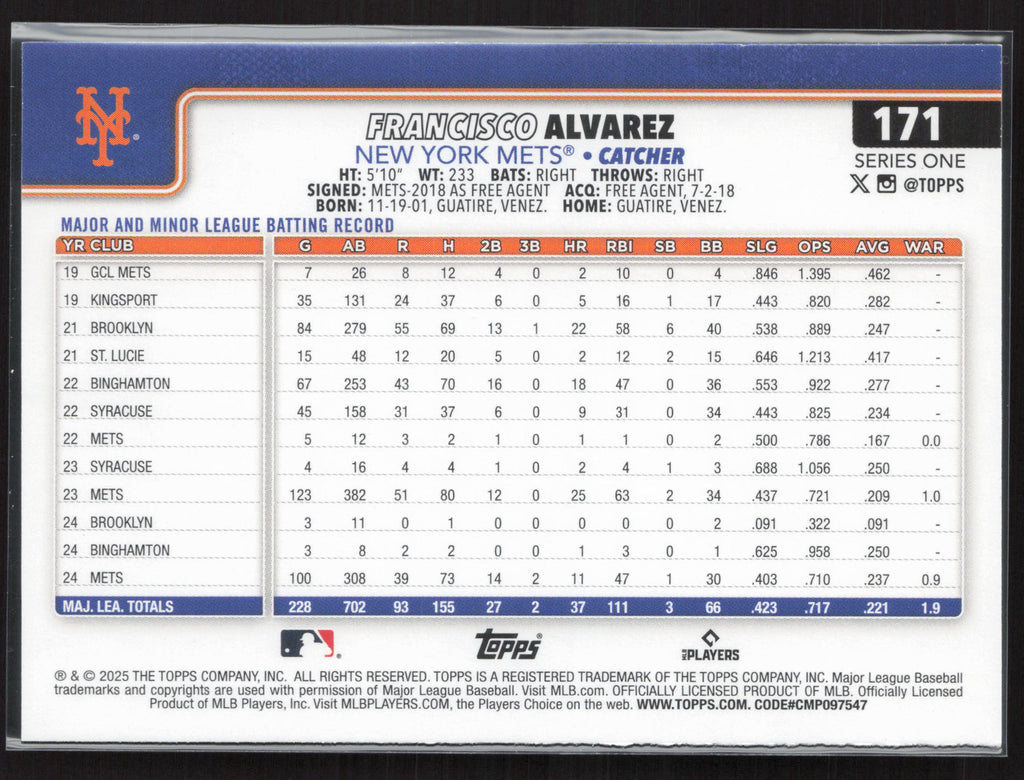 NY
171
FRANCISCO ALVAREZ
NEW YORK METS® • CATCHER
SERIES ONE
HT: 5'10" WT: 233 BATS: RIGHT THROWS: RIGHT
@TOPPS
SIGNED: METS-2018 AS FREE AGENT ACQ: FREE AGENT, 7-2-18
BORN: 11-19-01, GUATIRE, VENEZ. HOME: GUATIRE, VENEZ.
MAJOR AND MINOR LEAGUE BATTING RECORD
YR CLUB G AB R H 2B 3B HR RBI SB BB SLG OPS AVG WAR
19 GCL METS 7 26 8 12 4 0 2 10 0 4 .846 1.395 .462 -
19 KINGSPORT 35 131 24 37 6 0 5 16 1 17 .443 .820 .282 -
21 BROOKLYN 84 279 55 69 13 1 22 58 6 40 .538 .889 .247 -
21 ST. LUCIE 15 48 12 20 5 0 2 12 2 15 .646 1.213 .417 -
22 BINGHAMTON 67 253 43 70 16 0 18 47 0 36 .553 .922 .277 -
22 SYRACUSE 45 158 31 37 6 0 9 31 0 34 .443 .825 .234 -
22 METS 5 12 3 2 1 0 1 1 0 2 .500 .786 .167 0.0
23 SYRACUSE 4 16 4 4 1 0 2 4 1 3 .688 1.056 .250 -
23 METS 123 382 51 80 12 0 25 63 2 34 .437 .721 .209 1.0
24 BROOKLYN 3 11 0 1 0 0 0 0 0 2 .091 .322 .091 -
24 BINGHAMTON 3 8 2 2 0 0 1 3 0 1 .625 .958 .250 -
24 METS 100 308 39 73 14 2 11 47 1 30 .403 .710 .237 0.9
MAJ. LEA. TOTALS 228 702 93 155 27 2 37 111 3 66 .423 .717 .221 1.9
topps® MLB PLAYERS
® & © 2025 THE TOPPS COMPANY, INC. ALL RIGHTS RESERVED. TOPPS IS A REGISTERED TRADEMARK OF THE TOPPS COMPANY, INC. Major League Baseball
trademarks and copyrights are used with permission of Major League Baseball. Visit MLB.com. OFFICIALLY LICENSED PRODUCT OF MLB. Officially Licensed
Product of MLB Players, Inc. Visit MLBPLAYERS.COM, the Players Choice on the web. WWW.TOPPS.COM. CODE#CMP097547